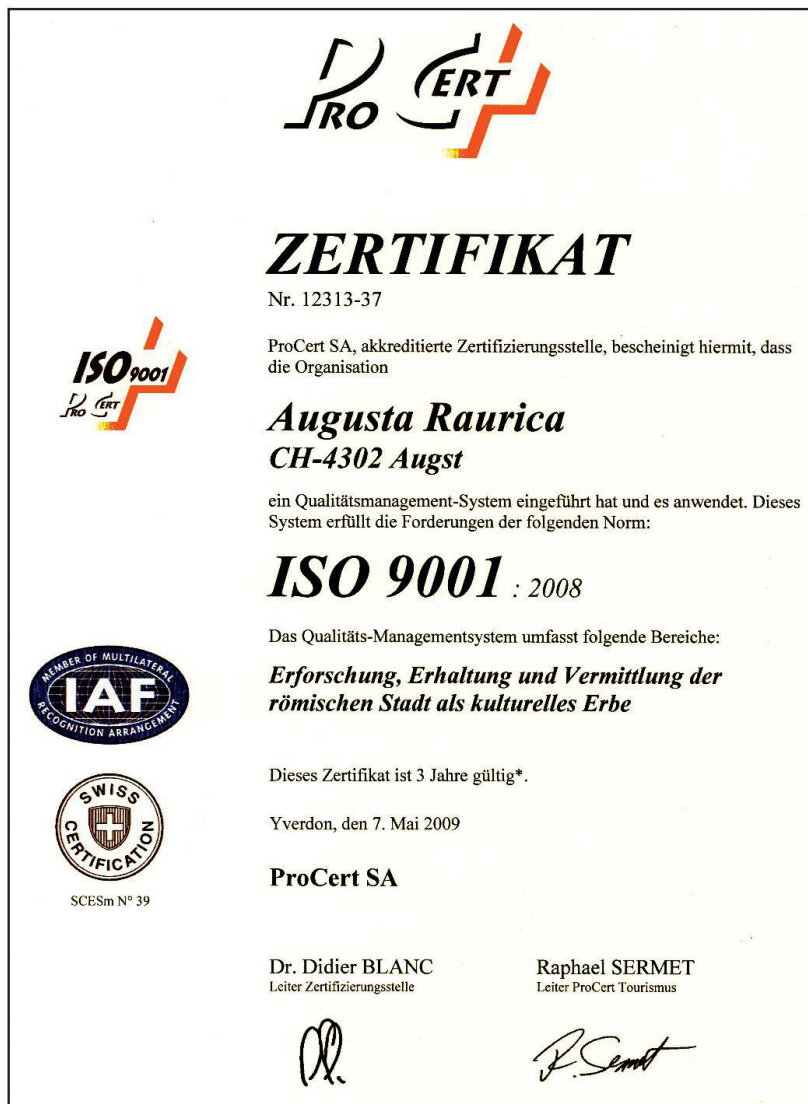 PRO CERT
ZERTIFIKAT
Nr. 12313-37
ProCert SA, akkreditierte Zertifizierungsstelle, bescheinigt hiermit, dass
die Organisation
ISO 9001
PRO CERT
Augusta Raurica
CH-4302 Augst
ein Qualitätsmanagement-System eingeführt hat und es anwendet. Dieses
System erfüllt die Forderungen der folgenden Norm:
ISO 9001 : 2008
Das Qualitäts-Managementsystem umfasst folgende Bereiche:
Erforschung, Erhaltung und Vermittlung der
römischen Stadt als kulturelles Erbe
MEMBER OF MULTILATERAL
IAF
RECOGNITION ARRANGEMENT
Dieses Zertifikat ist 3 Jahre gültig*.
Yverdon, den 7. Mai 2009
SWISS
CERTIFICATION
SCESm N° 39
ProCert SA
Dr. Didier BLANC
Leiter Zertifizierungsstelle
Raphael SERMET
Leiter ProCert Tourismus
R. Sermet